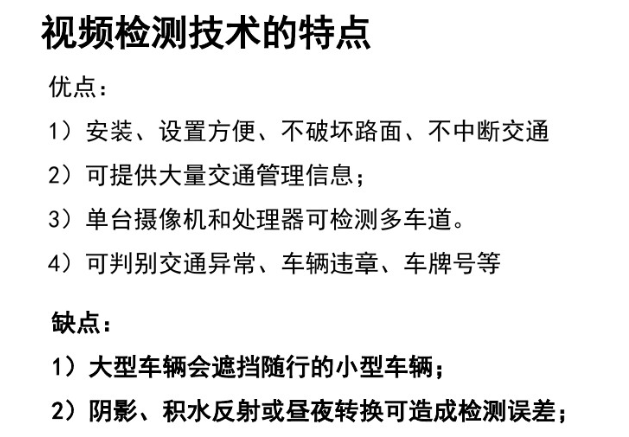 视频检测技术的特点
优点：
1）安装、设置方便、不破坏路面、不中断交通
2）可提供大量交通管理信息；
3）单台摄像机和处理器可检测多车道。
4）可判别交通异常、车辆违章、车牌号等
缺点：
1）大型车辆会遮挡随行的小型车辆；
2）阴影、积水反射或昼夜转换可造成检测误差；